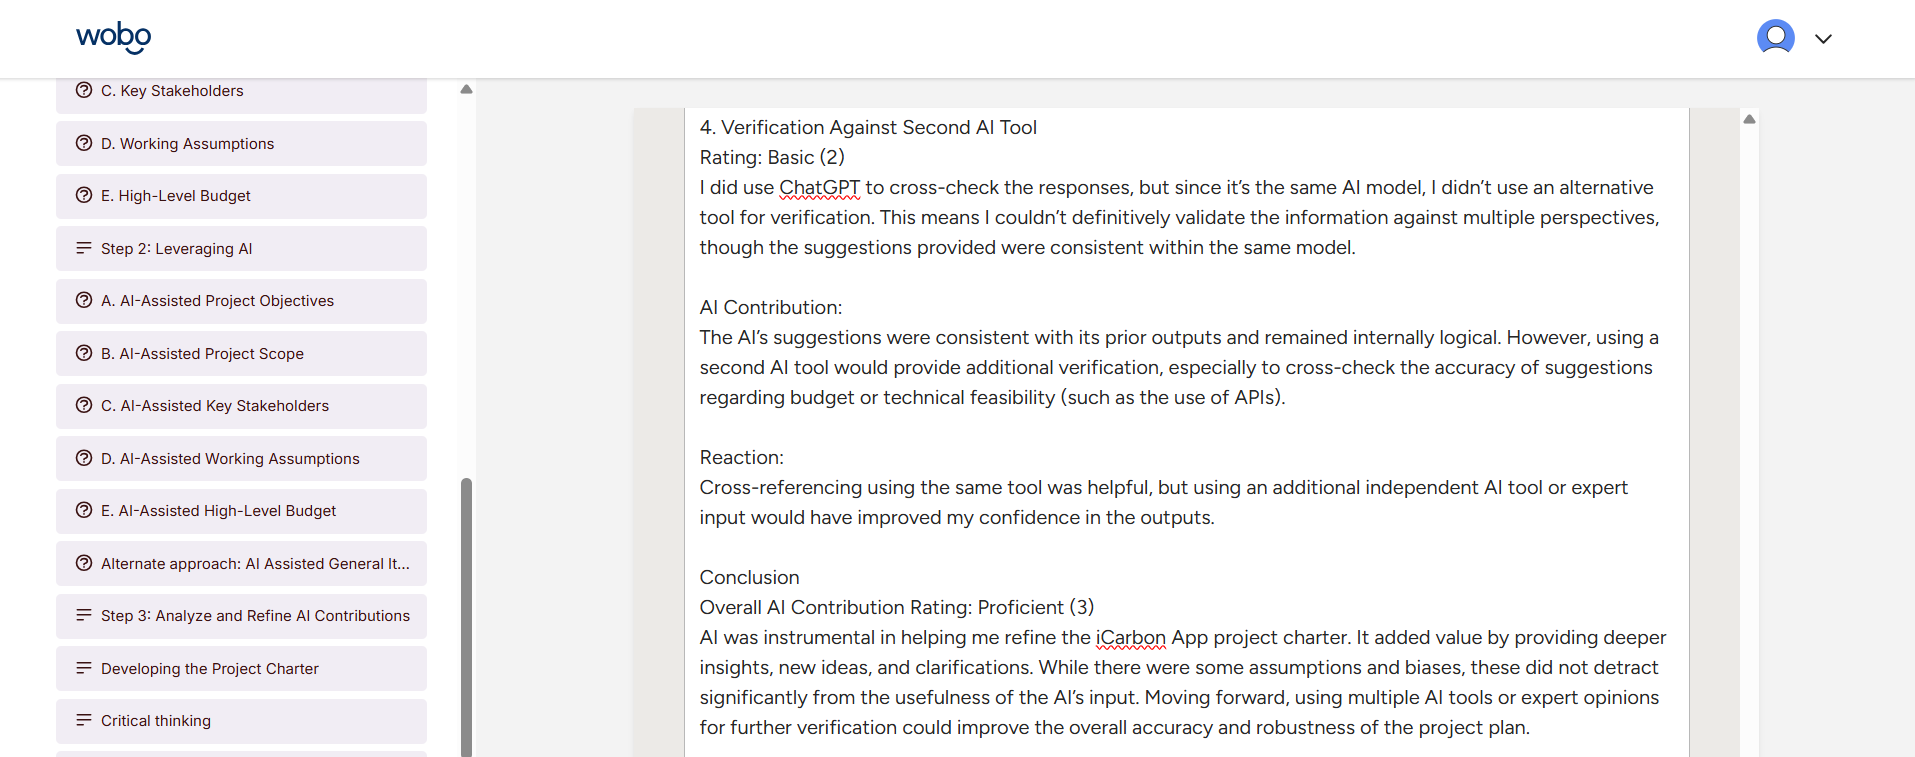 wobo
C. Key Stakeholders
D. Working Assumptions
E. High-Level Budget
Step 2: Leveraging AI
A. AI-Assisted Project Objectives
B. AI-Assisted Project Scope
C. AI-Assisted Key Stakeholders
D. AI-Assisted Working Assumptions
E. AI-Assisted High-Level Budget
Alternate approach: AI Assisted General It...
Step 3: Analyze and Refine AI Contributions
Developing the Project Charter
Critical thinking
4. Verification Against Second AI Tool
Rating: Basic (2)
I did use ChatGPT to cross-check the responses, but since it’s the same AI model, I didn’t use an alternative
tool for verification. This means I couldn’t definitively validate the information against multiple perspectives,
though the suggestions provided were consistent within the same model.
AI Contribution:
The AI’s suggestions were consistent with its prior outputs and remained internally logical. However, using a
second AI tool would provide additional verification, especially to cross-check the accuracy of suggestions
regarding budget or technical feasibility (such as the use of APIs).
Reaction:
Cross-referencing using the same tool was helpful, but using an additional independent AI tool or expert
input would have improved my confidence in the outputs.
Conclusion
Overall AI Contribution Rating: Proficient (3)
AI was instrumental in helping me refine the iCarbon App project charter. It added value by providing deeper
insights, new ideas, and clarifications. While there were some assumptions and biases, these did not detract
significantly from the usefulness of the AI’s input. Moving forward, using multiple AI tools or expert opinions
for further verification could improve the overall accuracy and robustness of the project plan.